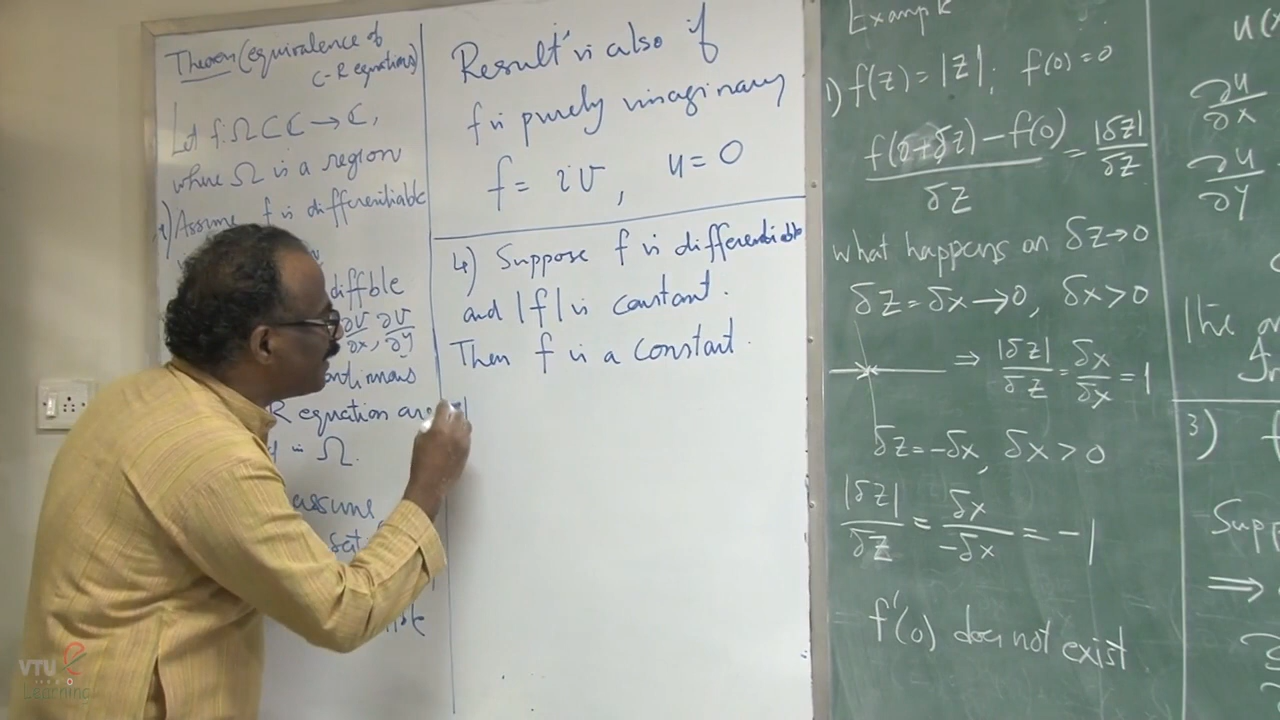 Theorem (equivalence of
C-R equations)
Let f: Ω ⊂ ℂ → ℂ,
where Ω is a region
Assume f is differentiable
diffble
∂v/∂x, ∂v/∂y
R equation are
in Ω.
assume
Result is also if
f is purely imaginary
f = iv, u = 0
4) Suppose f is differentiable
and |f| is constant.
Then f is a constant.
Example
1) f(z) = |z|, f(0) = 0
f(0+δz) − f(0) / δz = |δz| / δz
what happens an δz→0
δz = δx → 0, δx > 0
⇒ |δz| / δz = δx / δx = 1
δz = −δx, δx > 0
|δz| / δz = δx / −δx = −1
f'(0) does not exist
u(x
∂u/∂x
∂u/∂y
The
3) f
Supp
⇒
VTU e
Learning